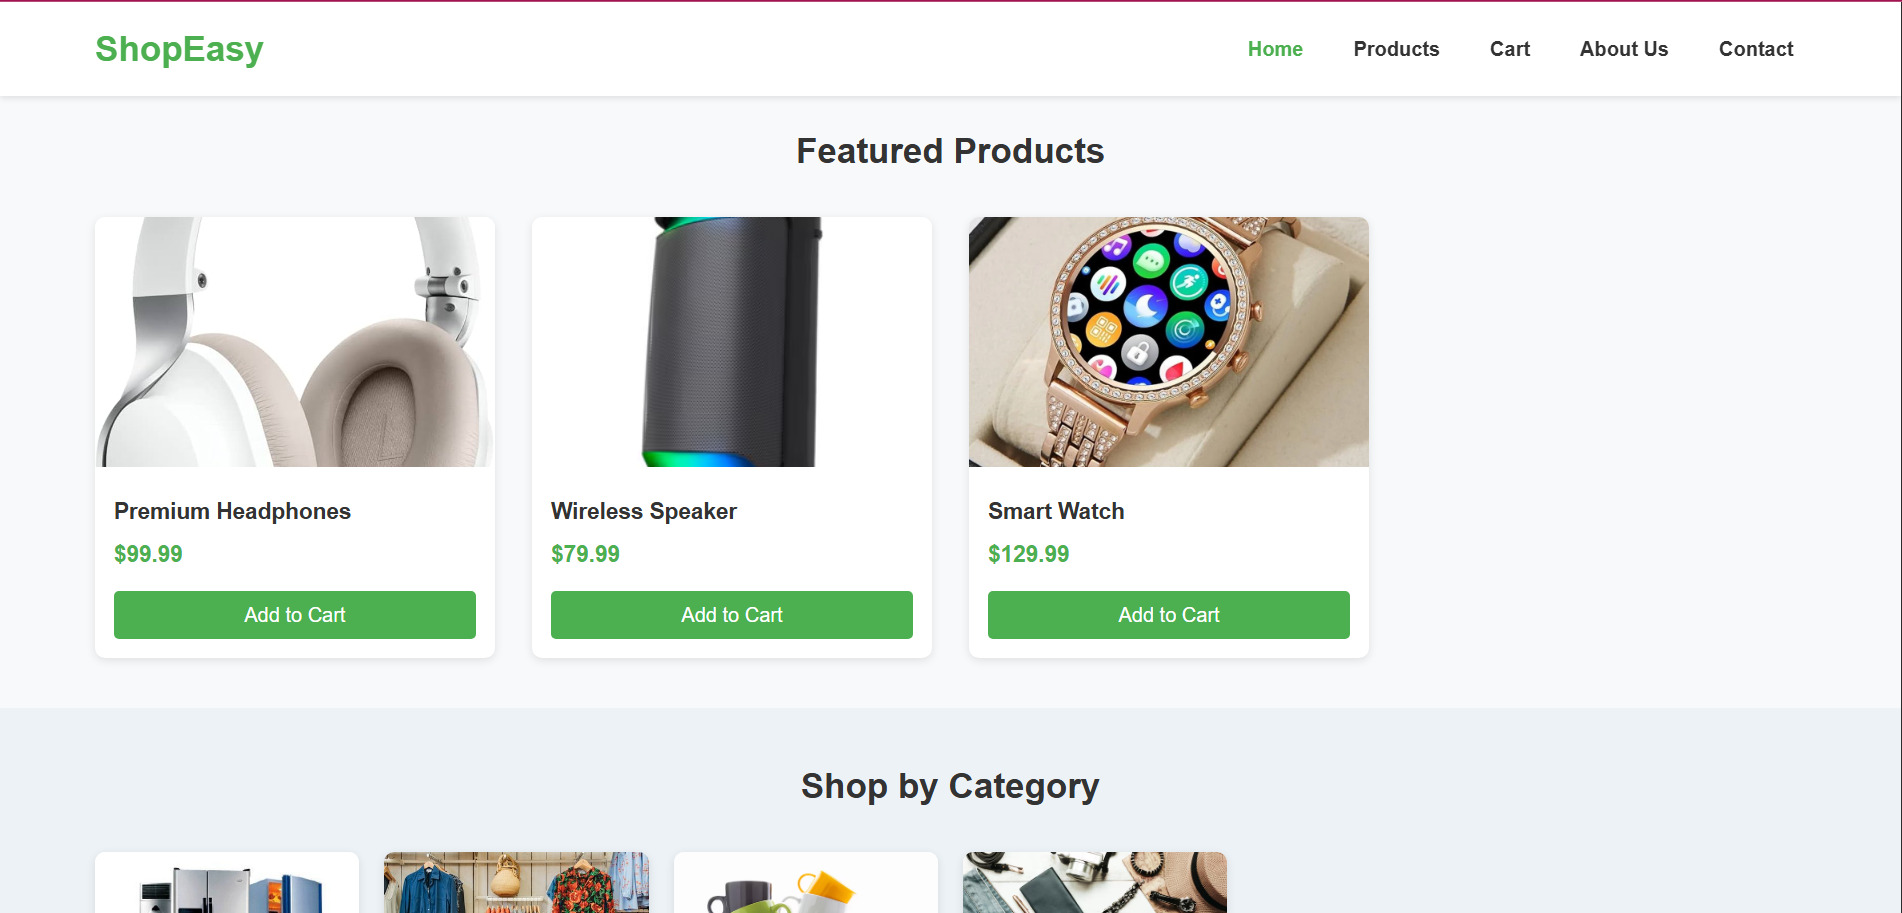 ShopEasy
Home Products Cart About Us Contact
Featured Products
Premium Headphones
$99.99
Add to Cart
Wireless Speaker
$79.99
Add to Cart
Smart Watch
$129.99
Add to Cart
Shop by Category